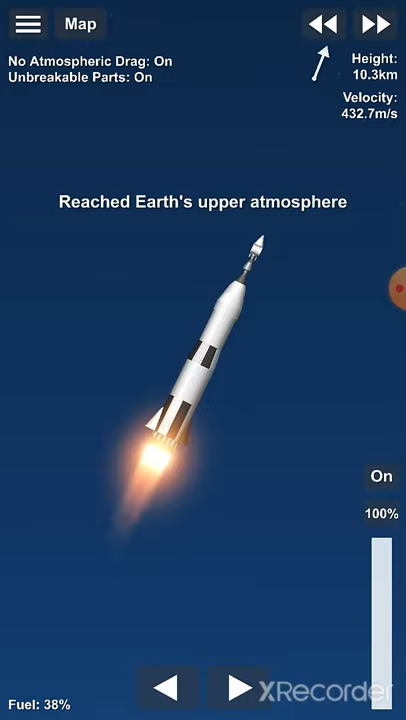 Map
No Atmospheric Drag: On
Unbreakable Parts: On
Height:
10.3km
Velocity:
432.7m/s
Reached Earth's upper atmosphere
On
100%
Fuel: 38%
XRecorder